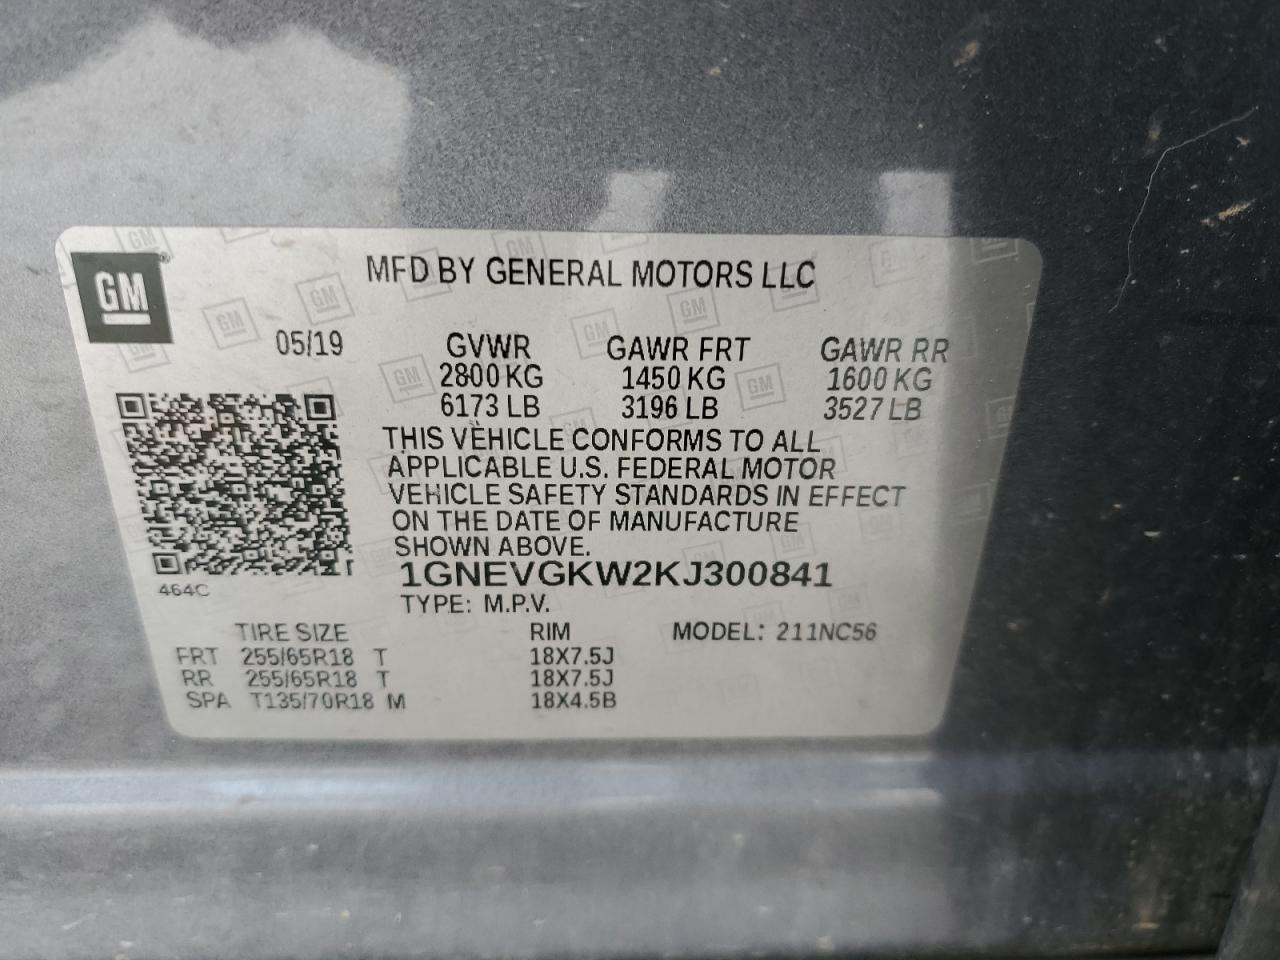 GM
MFD BY GENERAL MOTORS LLC
05/19 GVWR GAWR FRT GAWR RR
2800 KG 1450 KG 1600 KG
6173 LB 3196 LB 3527 LB
THIS VEHICLE CONFORMS TO ALL
APPLICABLE U.S. FEDERAL MOTOR
VEHICLE SAFETY STANDARDS IN EFFECT
ON THE DATE OF MANUFACTURE
SHOWN ABOVE.
464C
1GNEVGKW2KJ300841
TYPE: M.P.V.
TIRE SIZE RIM MODEL: 211NC56
FRT 255/65R18 T 18X7.5J
RR 255/65R18 T 18X7.5J
SPA T135/70R18 M 18X4.5B